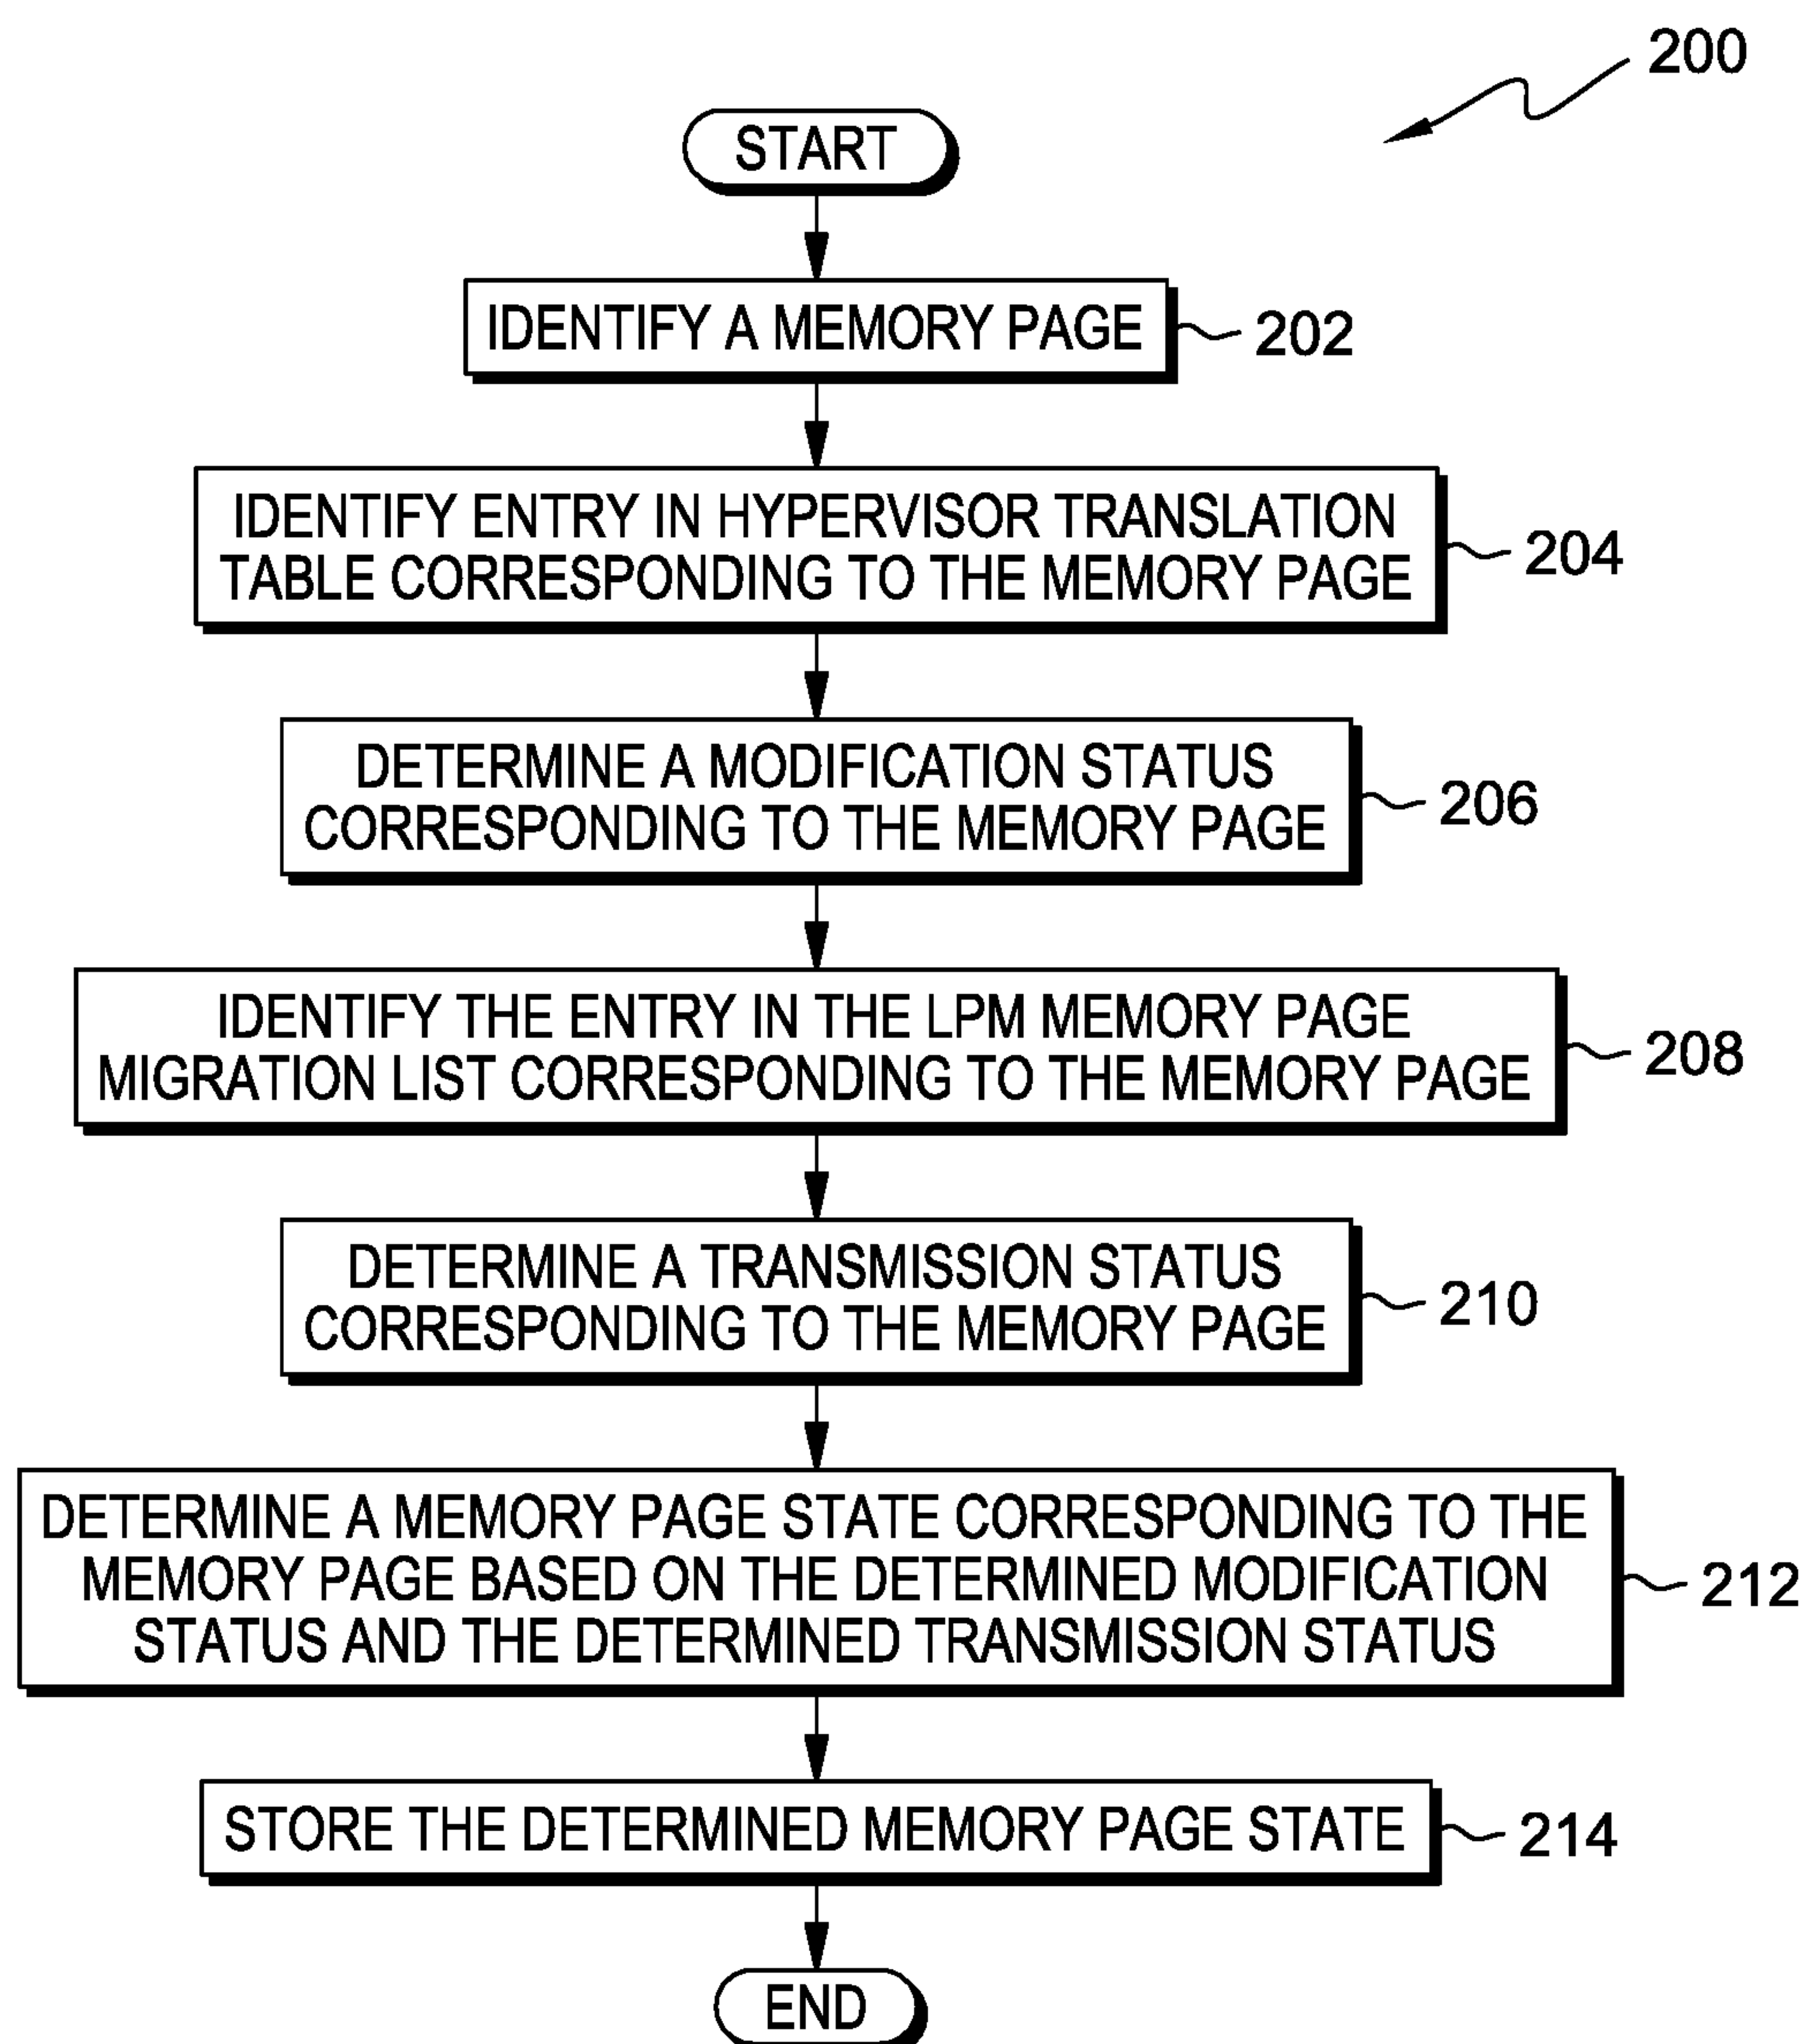 200
START
IDENTIFY A MEMORY PAGE
202
IDENTIFY ENTRY IN HYPERVISOR TRANSLATION
TABLE CORRESPONDING TO THE MEMORY PAGE
204
DETERMINE A MODIFICATION STATUS
CORRESPONDING TO THE MEMORY PAGE
206
IDENTIFY THE ENTRY IN THE LPM MEMORY PAGE
MIGRATION LIST CORRESPONDING TO THE MEMORY PAGE
208
DETERMINE A TRANSMISSION STATUS
CORRESPONDING TO THE MEMORY PAGE
210
DETERMINE A MEMORY PAGE STATE CORRESPONDING TO THE
MEMORY PAGE BASED ON THE DETERMINED MODIFICATION
STATUS AND THE DETERMINED TRANSMISSION STATUS
212
STORE THE DETERMINED MEMORY PAGE STATE
214
END